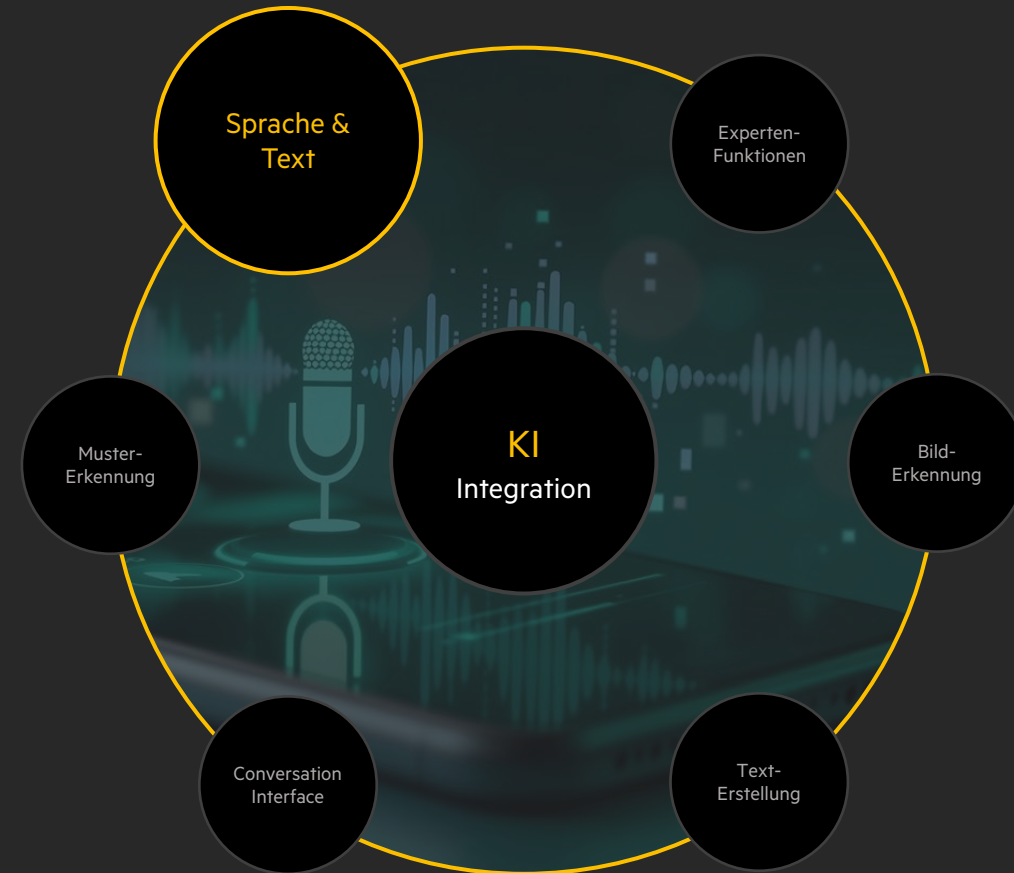 Sprache &
Text
Experten-
Funktionen
Muster-
Erkennung
KI
Integration
Bild-
Erkennung
Conversation
Interface
Text-
Erstellung